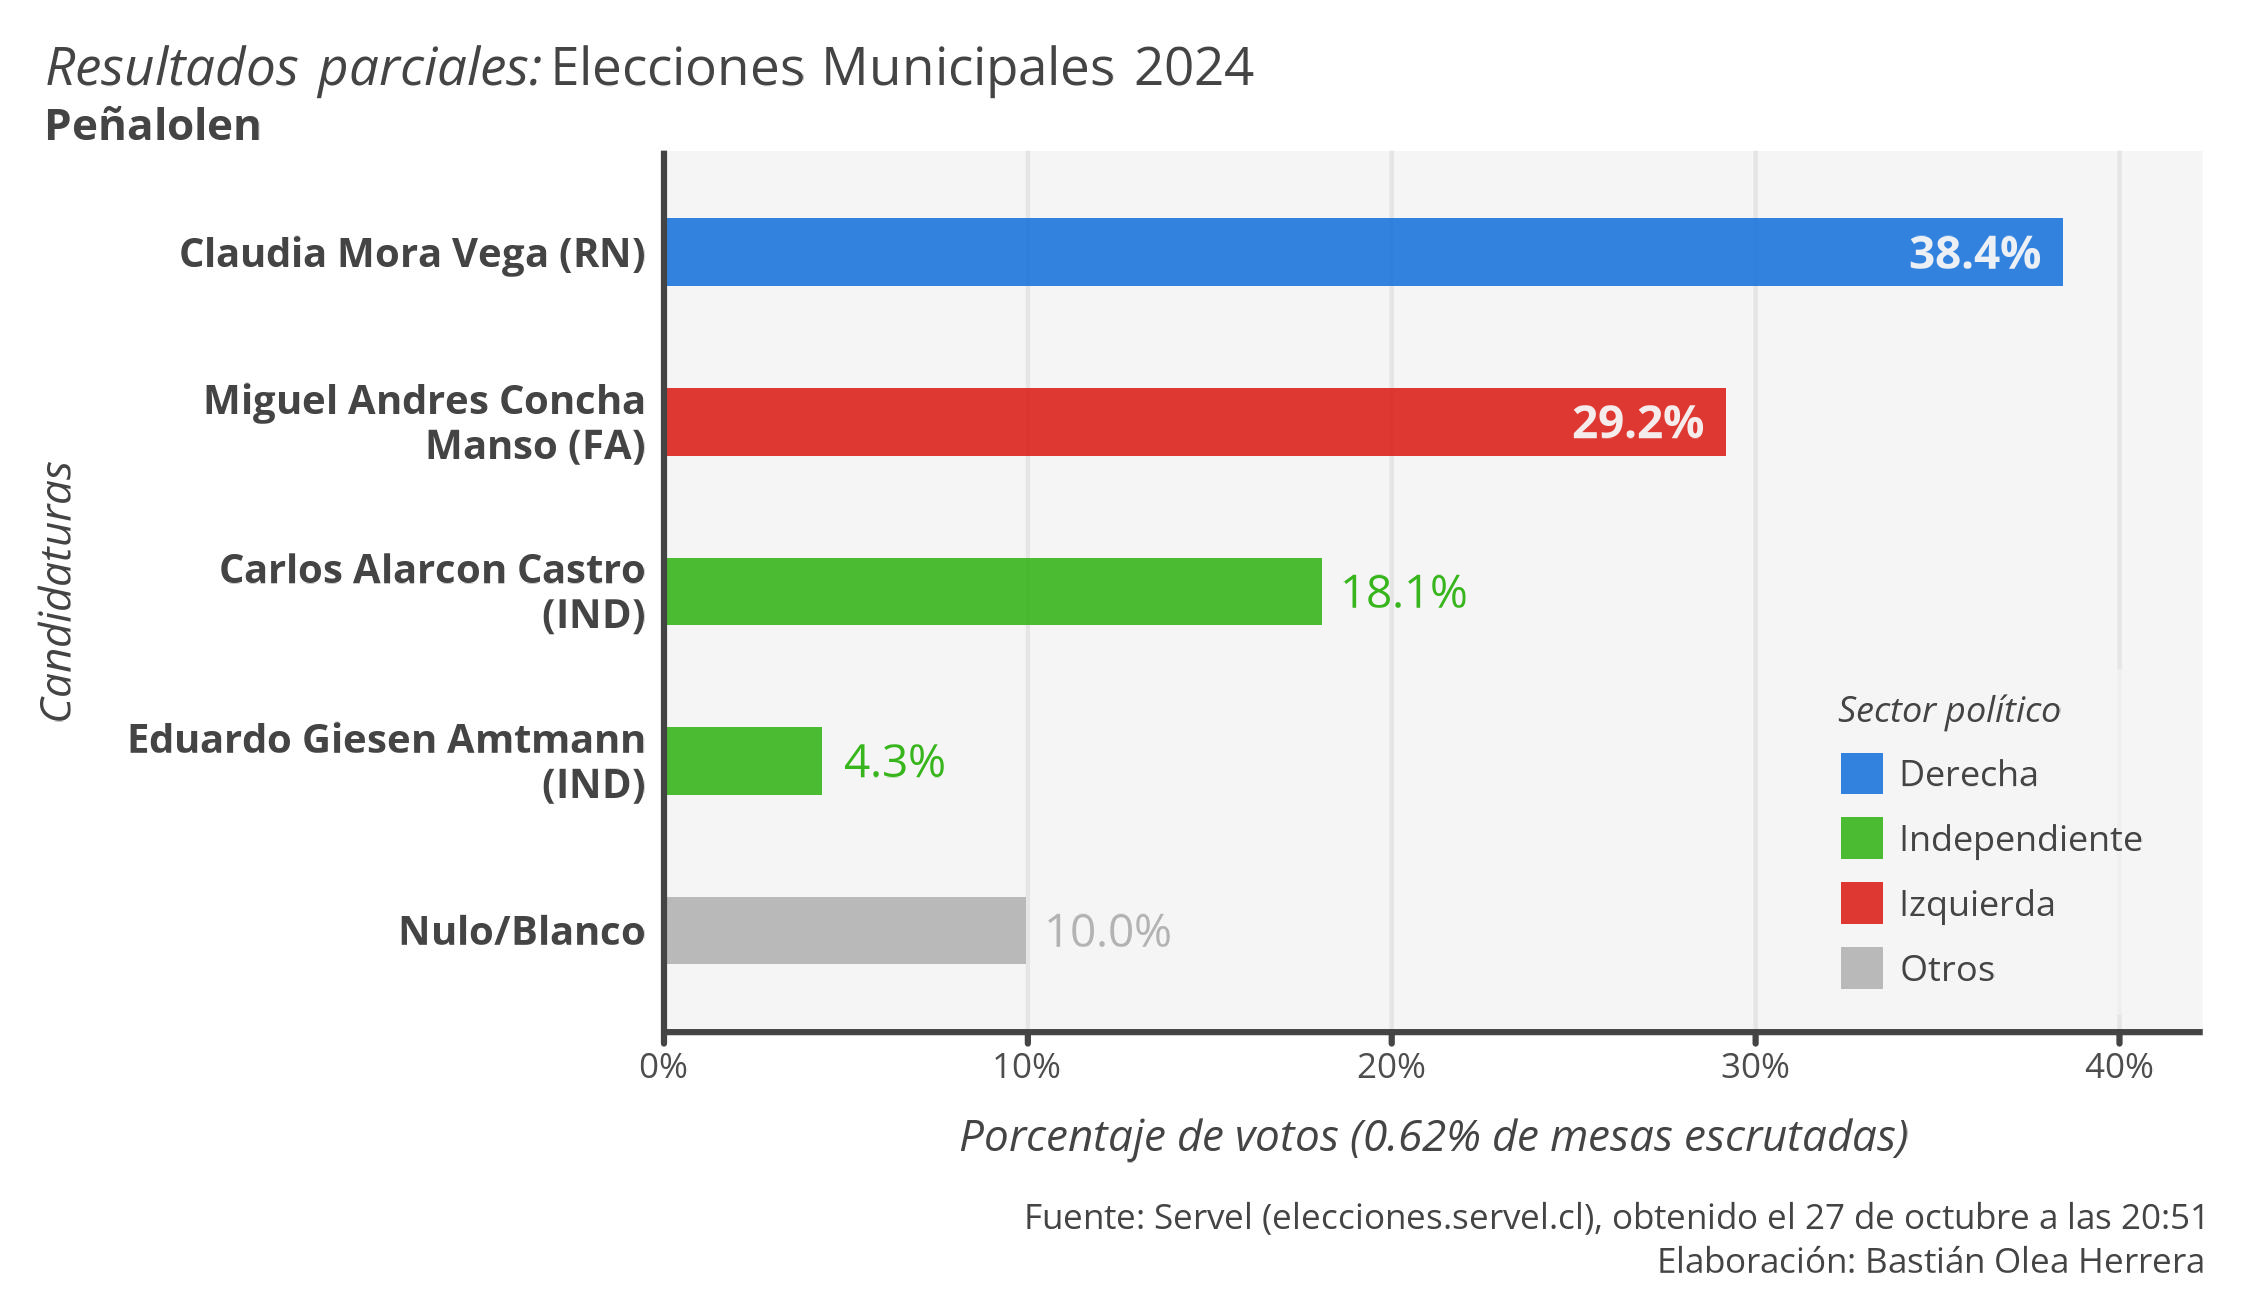 Resultados parciales: Elecciones Municipales 2024
Peñalolen
Candidaturas
Claudia Mora Vega (RN)
38.4%
Miguel Andres Concha
Manso (FA)
29.2%
Carlos Alarcon Castro
(IND)
18.1%
Eduardo Giesen Amtmann
(IND)
4.3%
Nulo/Blanco
10.0%
Sector político
Derecha
Independiente
Izquierda
Otros
0%
10%
20%
30%
40%
Porcentaje de votos (0.62% de mesas escrutadas)
Fuente: Servel (elecciones.servel.cl), obtenido el 27 de octubre a las 20:51
Elaboración: Bastián Olea Herrera